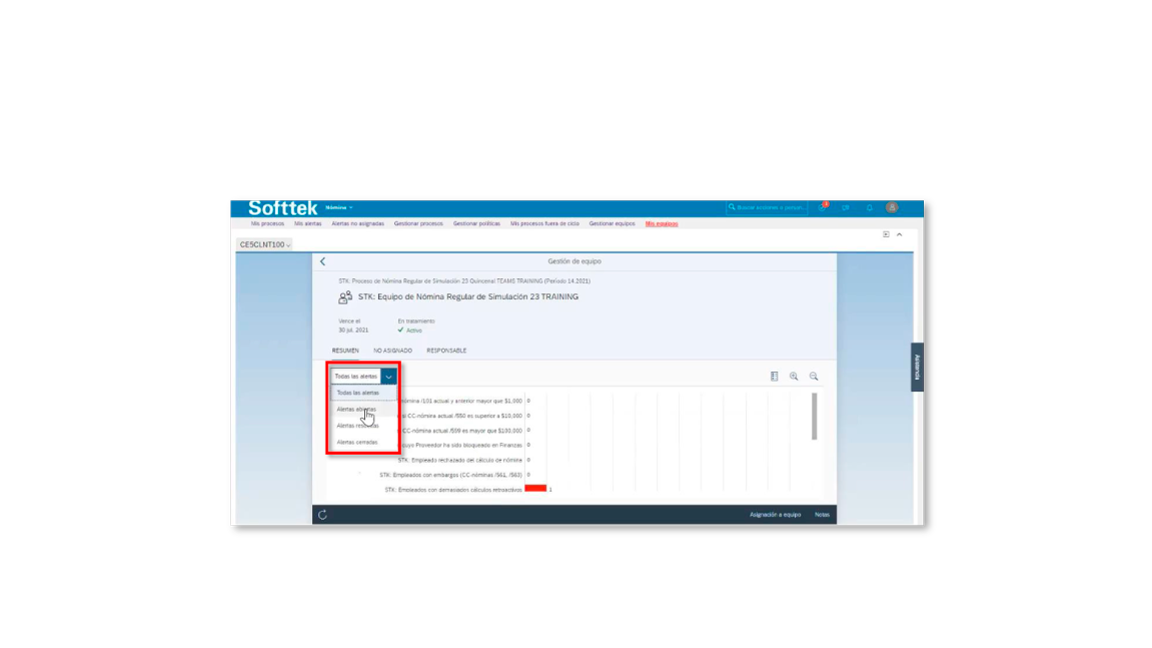 Softtek Nómina
Buscar acciones o person...
3
Mis procesos Mis alertas Alertas no asignadas Gestionar procesos Gestionar políticas Mis procesos fuera de ciclo Gestionar equipos Mis equipos
CE5CLNT100
Gestión de equipo
STK: Proceso de Nómina Regular de Simulación 23 Quincenal TEAMS TRAINING (Período 14.2021)
STK: Equipo de Nómina Regular de Simulación 23 TRAINING
Vence el En tratamiento
30 jul. 2021 Activo
RESUMEN NO ASIGNADO RESPONSABLE
Todas las alertas
Todas las alertas
Alertas abiertas
Alertas resueltas
Alertas cerradas
nómina /101 actual y anterior mayor que $1,000 0
si CC-nómina actual /550 es superior a $10,000 0
CC-nómina actual /559 es mayor que $100,000 0
cuyo Proveedor ha sido bloqueado en Finanzas 0
STK: Empleado rechazado del cálculo de nómina 0
STK: Empleados con embargos (CC-nóminas /561, /563) 0
STK: Empleados con demasiados cálculos retroactivos 1
Asignación a equipo Notas